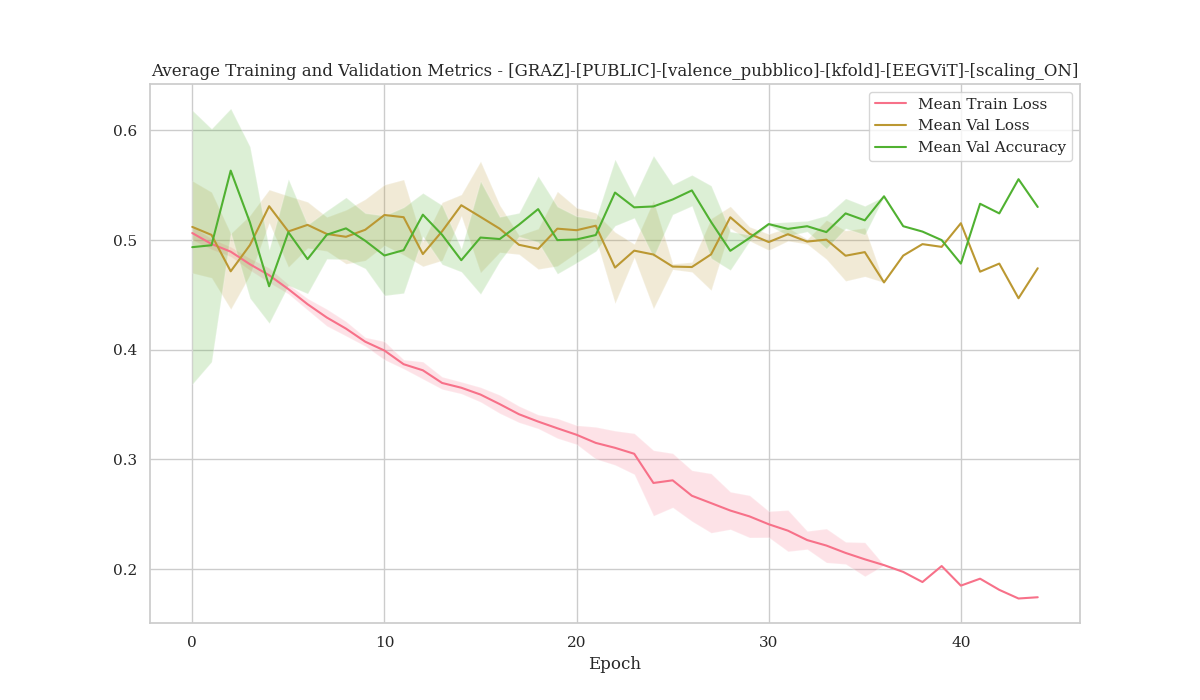 Average Training and Validation Metrics - [GRAZ]-[PUBLIC]-[valence_pubblico]-[kfold]-[EEGViT]-[scaling_ON]
Mean Train Loss
Mean Val Loss
Mean Val Accuracy
0.6
0.5
0.4
0.3
0.2
0 10 20 30 40
Epoch